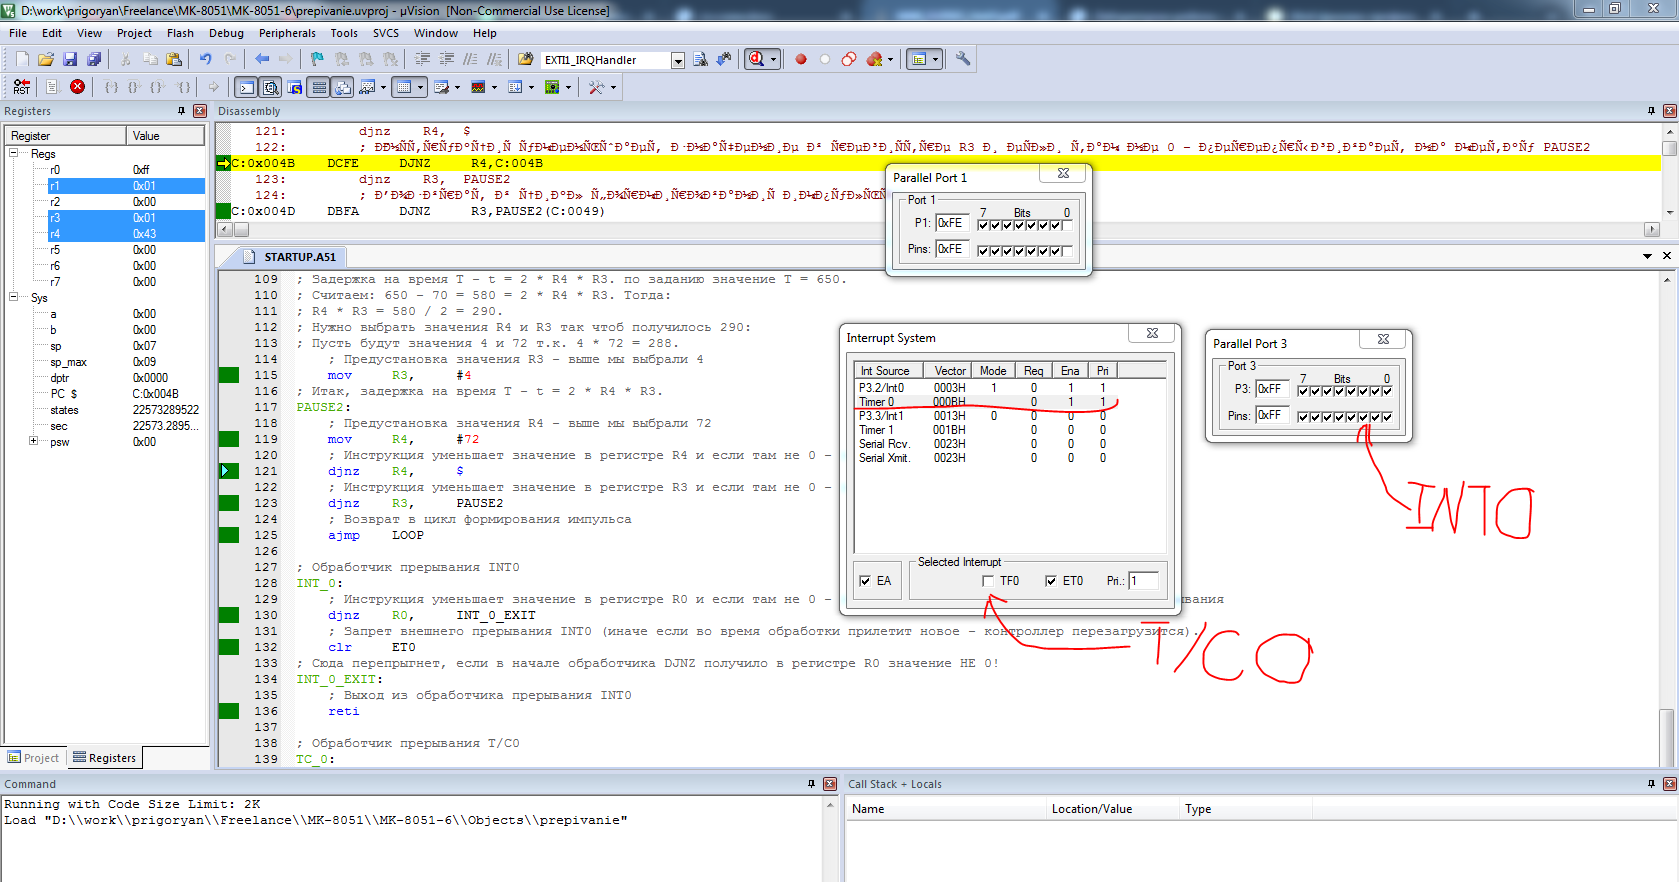 D:\work\prigoryan\Freelance\MK-8051\MK-8051-6\prepivanie.uvproj - µVision  [Non-Commercial Use License]
File Edit View Project Flash Debug Peripherals Tools SVCS Window Help
EXTI1_IRQHandler
Registers
Register Value
Regs
r0 0xff
r1 0x01
r2 0x00
r3 0x01
r4 0x43
r5 0x00
r6 0x00
r7 0x00
Sys
a 0x00
b 0x00
sp 0x07
sp_max 0x09
dptr 0x0000
PC $ C:0x004B
states 22573289522
sec 22573.2895...
psw 0x00
Project Registers
Disassembly
121: djnz R4, $
122: ;
R3
0 -
PAUSE2
C:0x004B DCFE DJNZ R4,C:004B
123: djnz R3, PAUSE2
124: ;
C:0x004D DBFA DJNZ R3,PAUSE2(C:0049)
STARTUP.A51
109 ; Задержка на время T - t = 2 * R4 * R3. по заданию значение T = 650.
110 ; Считаем: 650 - 70 = 580 = 2 * R4 * R3. Тогда:
111 ; R4 * R3 = 580 / 2 = 290.
112 ; Нужно выбрать значения R4 и R3 так чтоб получилось 290:
113 ; Пусть будут значения 4 и 72 т.к. 4 * 72 = 288.
114 ; Предустановка значения R3 - выше мы выбрали 4
115 mov R3, #4
116 ; Итак, задержка на время T - t = 2 * R4 * R3.
117 PAUSE2:
118 ; Предустановка значения R4 - выше мы выбрали 72
119 mov R4, #72
120 ; Инструкция уменьшает значение в регистре R4 и если там не 0 -
121 djnz R4, $
122 ; Инструкция уменьшает значение в регистре R3 и если там не 0 -
123 djnz R3, PAUSE2
124 ; Возврат в цикл формирования импульса
125 ajmp LOOP
126
127 ; Обработчик прерывания INT0
128 INT_0:
129 ; Инструкция уменьшает значение в регистре R0 и если там не 0 -
130 djnz R0, INT_0_EXIT
131 ; Запрет внешнего прерывания INT0 (иначе если во время обработки прилетит новое - контроллер перезагрузится).
132 clr ET0
133 ; Сюда перепрыгнет, если в начале обработчика DJNZ получило в регистре R0 значение НЕ 0!
134 INT_0_EXIT:
135 ; Выход из обработчика прерывания INT0
136 reti
137
138 ; Обработчик прерывания T/C0
139 TC_0:
Parallel Port 1
Port 1
P1: 0xFE 7 Bits 0
Pins: 0xFE
Interrupt System
Int Source Vector Mode Req Ena Pri
P3.2/Int0 0003H 1 0 1 1
Timer 0 000BH 0 1 1
P3.3/Int1 0013H 0 0 0 0
Timer 1 001BH 0 0 0
Serial Rcv. 0023H 0 0 0
Serial Xmit. 0023H 0 0 0
EA
Selected Interrupt
TF0 ET0 Pri.: 1
Parallel Port 3
Port 3
P3: 0xFF 7 Bits 0
Pins: 0xFF
INT0
T/C0
Command
Running with Code Size Limit: 2K
Load "D:\\work\\prigoryan\\Freelance\\MK-8051\\MK-8051-6\\Objects\\prepivanie"
Call Stack + Locals
Name Location/Value Type